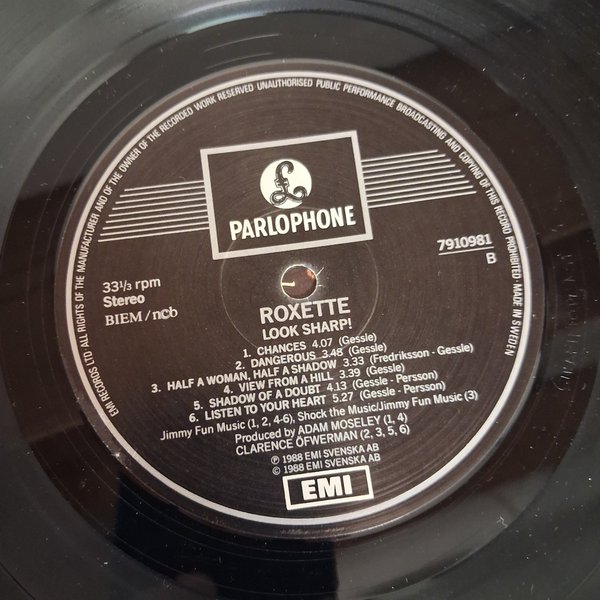 EMI RECORDS LTD ALL RIGHTS OF THE MANUFACTURER AND OF THE OWNER OF THE RECORDED WORK RESERVED UNAUTHORISED PUBLIC PERFORMANCE BROADCASTING AND COPYING OF THIS RECORD PROHIBITED. MADE IN SWEDEN
£
PARLOPHONE
7910981
B
33⅓ rpm
Stereo
BIEM/ncb
ROXETTE
LOOK SHARP!
1. CHANCES 4.07 (Gessle)
2. DANGEROUS 3.48 (Gessle)
3. HALF A WOMAN, HALF A SHADOW 3.33 (Fredriksson - Gessle)
4. VIEW FROM A HILL 3.39 (Gessle)
5. SHADOW OF A DOUBT 4.13 (Gessle - Persson)
6. LISTEN TO YOUR HEART 5.27 (Gessle - Persson)
Jimmy Fun Music (1, 2, 4-6), Shock the Music/Jimmy Fun Music (3)
Produced by ADAM MOSELEY (1, 4)
CLARENCE ÖFWERMAN (2, 3, 5, 6)
℗ 1988 EMI SVENSKA AB
© 1988 EMI SVENSKA AB
EMI